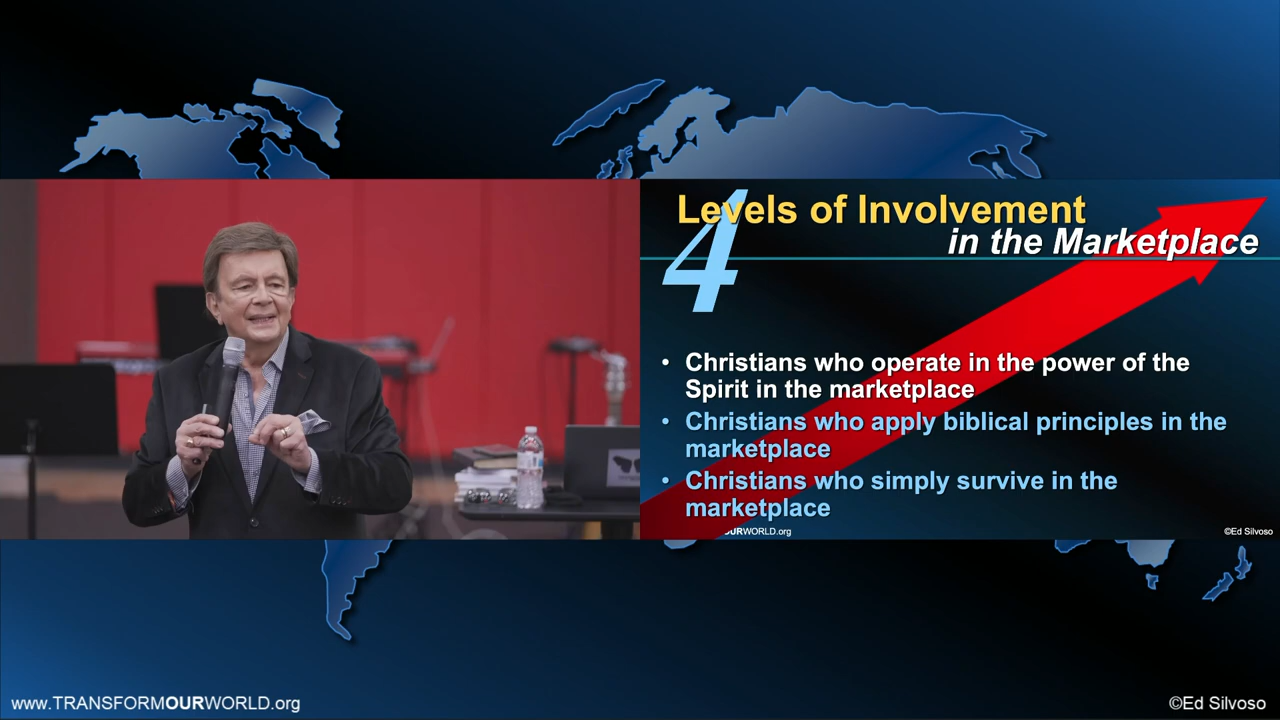 4
Levels of Involvement
in the Marketplace
• Christians who operate in the power of the
Spirit in the marketplace
• Christians who apply biblical principles in the
marketplace
• Christians who simply survive in the
marketplace
OURWORLD.org
©Ed Silvoso
www.TRANSFORMOURWORLD.org
©Ed Silvoso